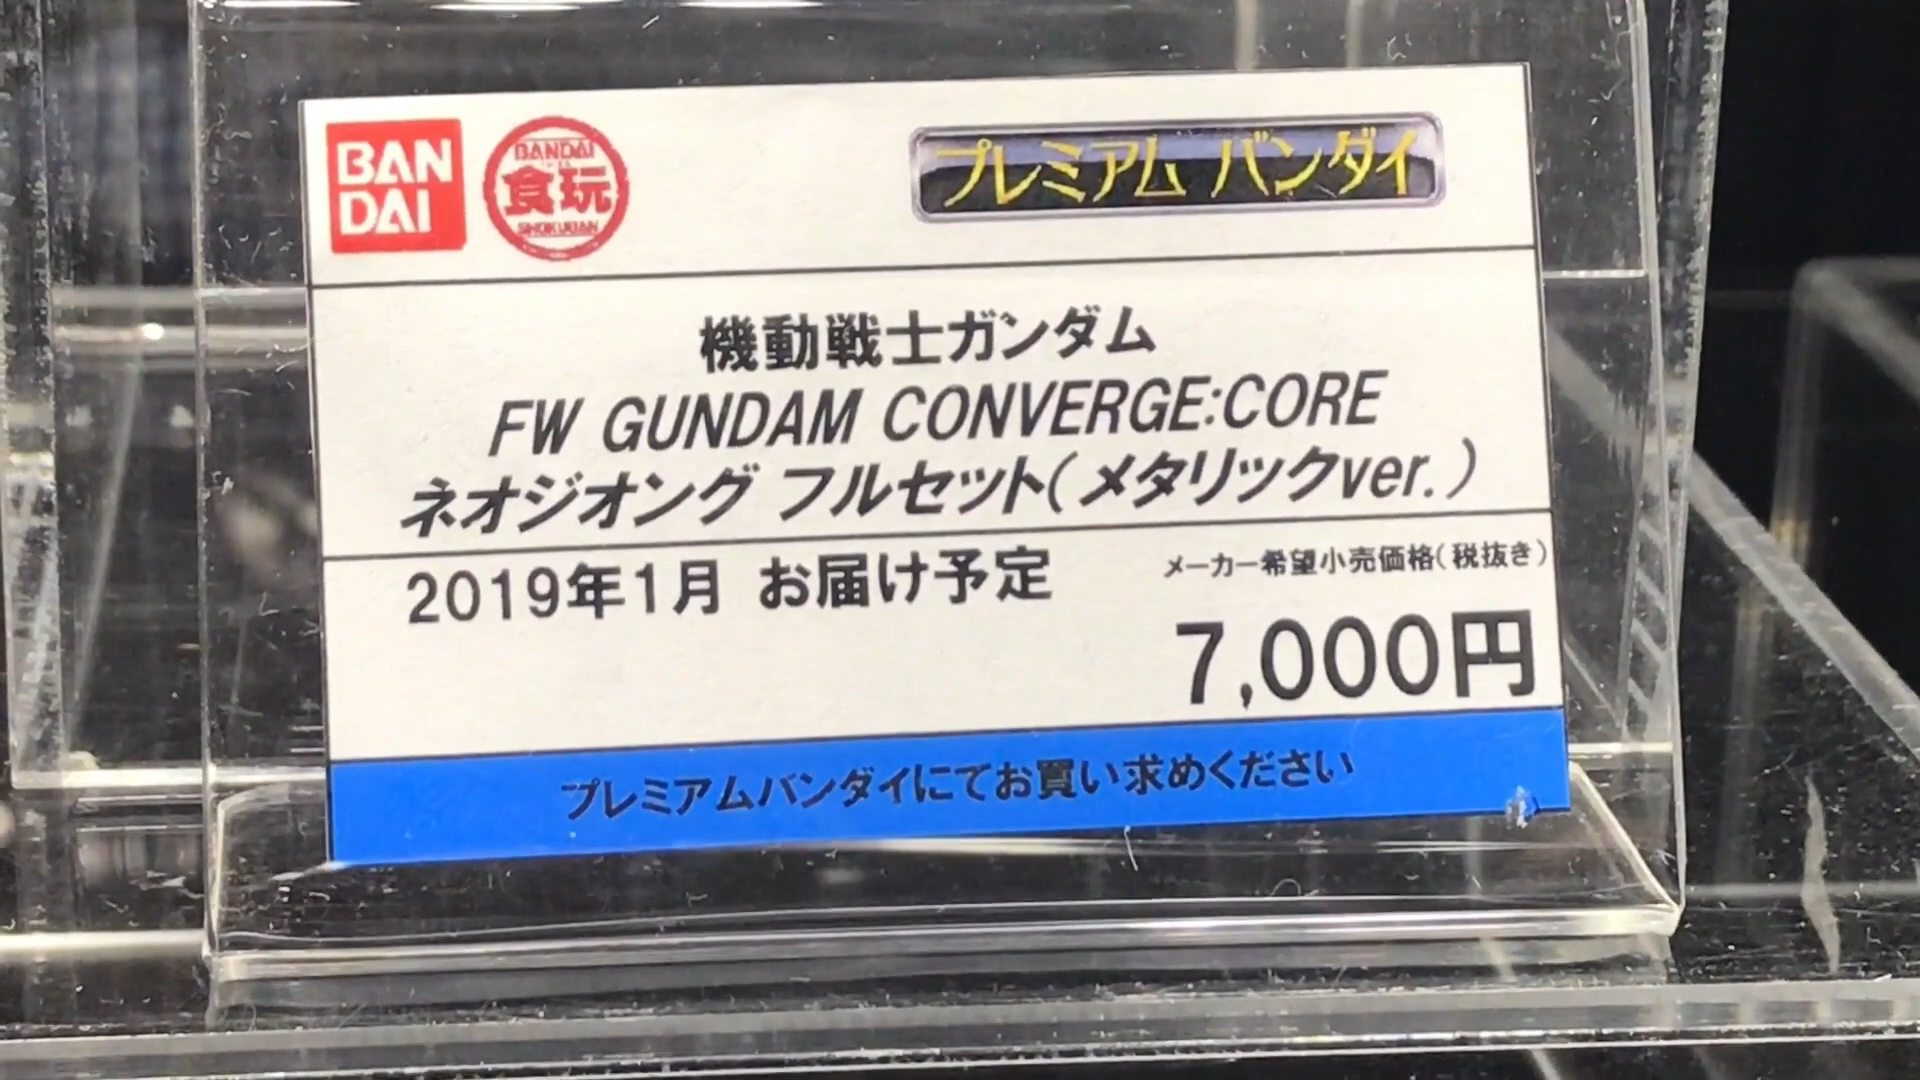 BAN
DAI
BANDAI
食玩
SHOKUGAN
プレミアム バンダイ
機動戦士ガンダム
FW GUNDAM CONVERGE:CORE
ネオジオング フルセット(メタリックver.)
2019年1月 お届け予定
メーカー希望小売価格(税抜き)
7,000円
プレミアムバンダイにてお買い求めください